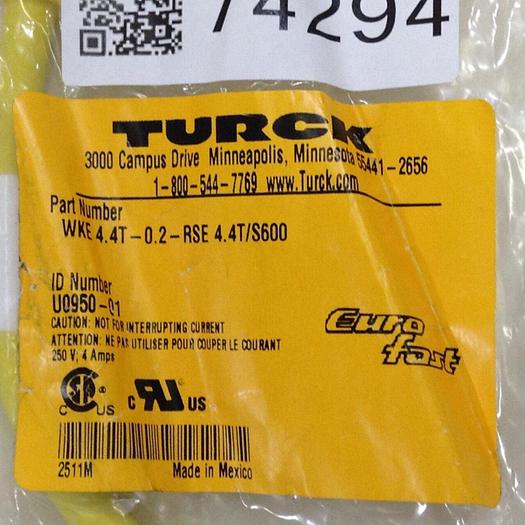 74294
TURCK
3000 Campus Drive Minneapolis, Minnesota 55441-2656
1-800-544-7769 www.Turck.com
Part Number
WKE 4.4T-0.2-RSE 4.4T/S600
ID Number
U0950-01
CAUTION: NOT FOR INTERRUPTING CURRENT
ATTENTION: NE PAS UTILISER POUR COUPER LE COURANT
250 V; 4 Amps
Euro
fast
C US
C US
2511M Made in Mexico